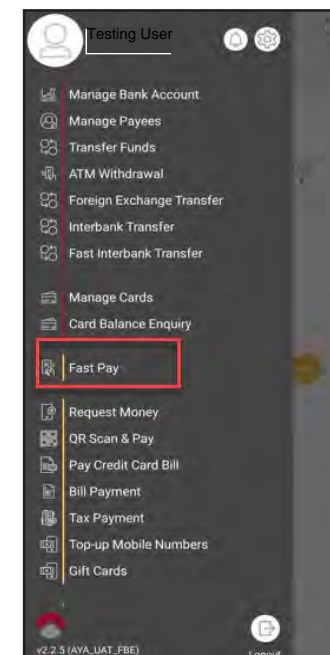 Testing User
Manage Bank Account
Manage Payees
Transfer Funds
ATM Withdrawal
Foreign Exchange Transfer
Interbank Transfer
Fast Interbank Transfer
Manage Cards
Card Balance Enquiry
Fast Pay
Request Money
QR Scan & Pay
Pay Credit Card Bill
Bill Payment
Tax Payment
Top-up Mobile Numbers
Gift Cards
v2.2.5 (AYA_UAT_FBE)
Logout